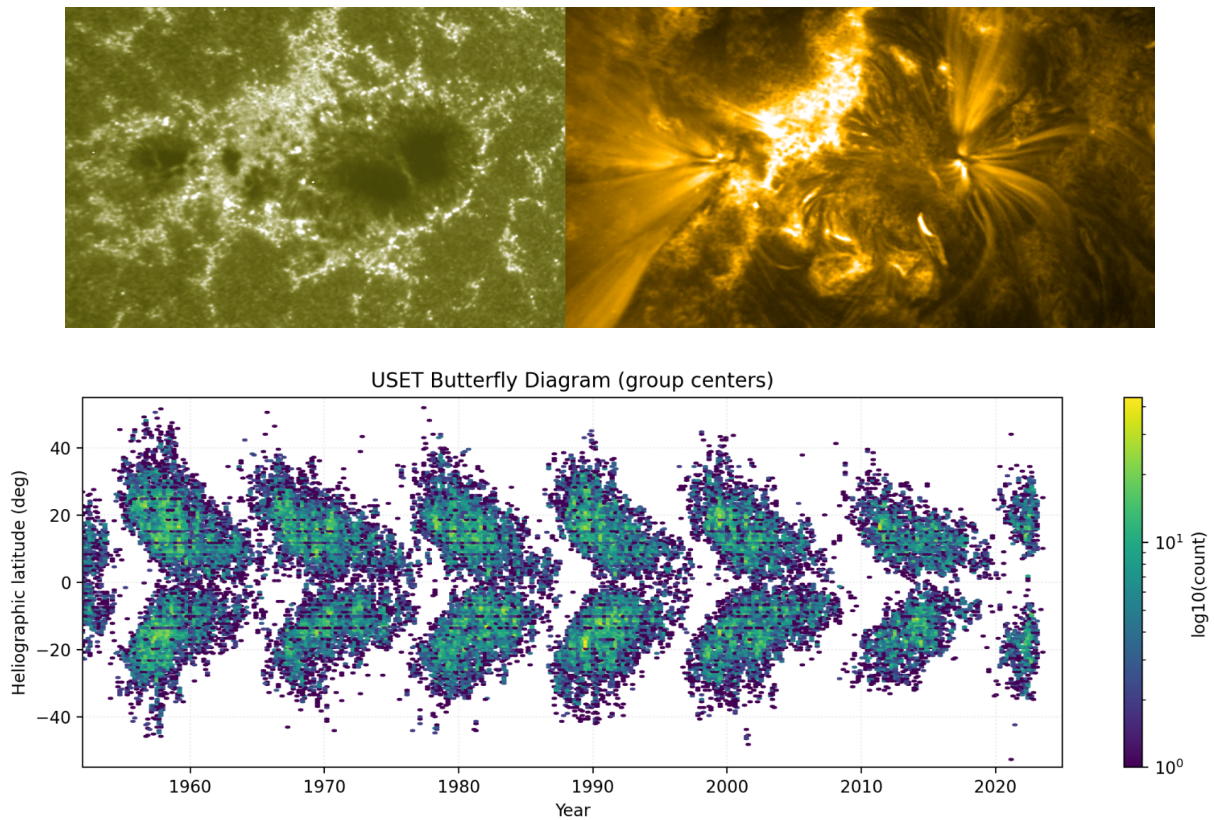 USET Butterfly Diagram (group centers)
40
20
0
−20
−40
Heliographic latitude (deg)
1960 1970 1980 1990 2000 2010 2020
Year
10¹
10⁰
log10(count)